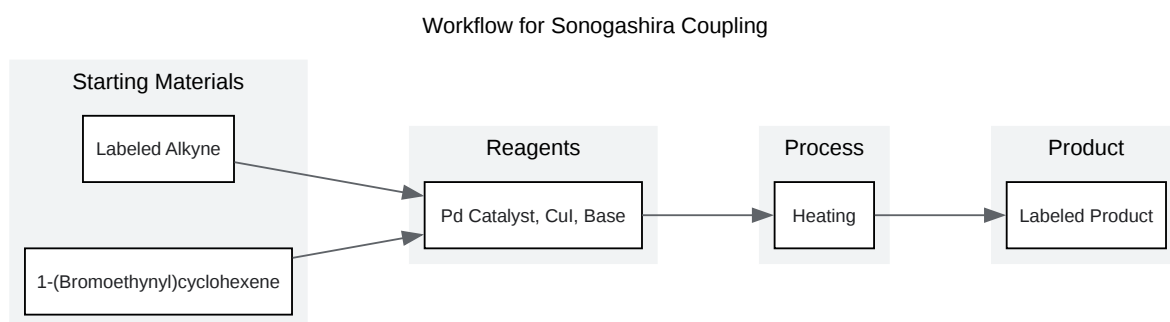 Workflow for Sonogashira Coupling
Starting Materials
Labeled Alkyne
1-(Bromoethynyl)cyclohexene
Reagents
Pd Catalyst, CuI, Base
Process
Heating
Product
Labeled Product